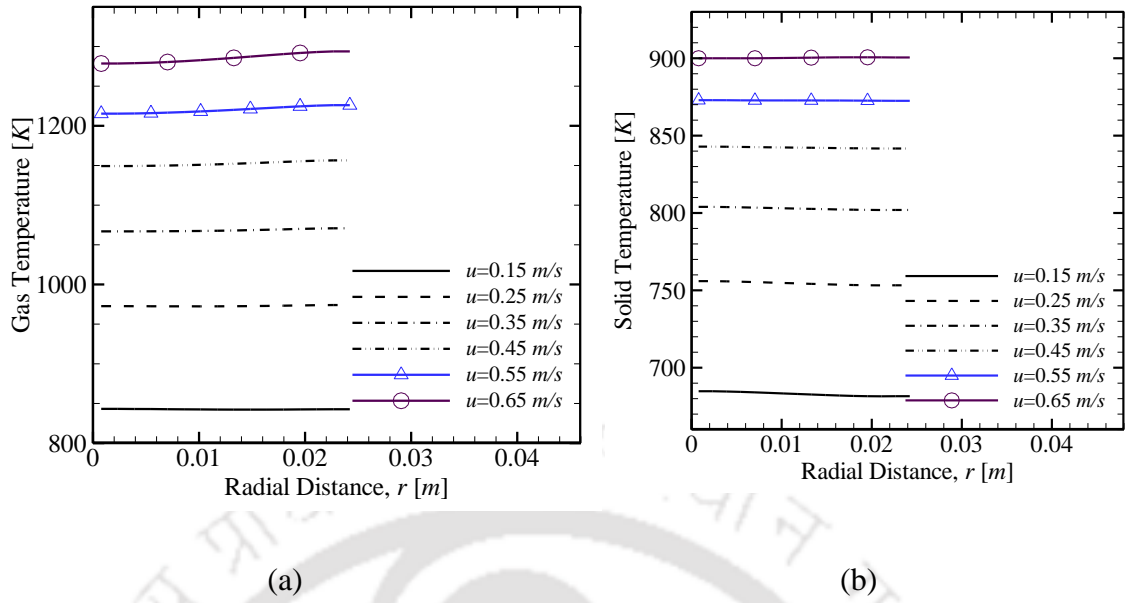 1200
1000
800
0
0.01
0.02
0.03
0.04
Gas Temperature [K]
Radial Distance, r [m]
u=0.15 m/s
u=0.25 m/s
u=0.35 m/s
u=0.45 m/s
u=0.55 m/s
u=0.65 m/s
(a)
900
850
800
750
700
0
0.01
0.02
0.03
0.04
Solid Temperature [K]
Radial Distance, r [m]
u=0.15 m/s
u=0.25 m/s
u=0.35 m/s
u=0.45 m/s
u=0.55 m/s
u=0.65 m/s
(b)